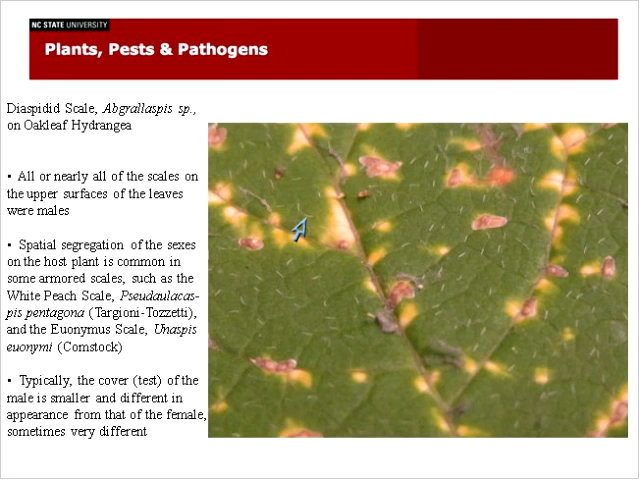 NC STATE UNIVERSITY
Plants, Pests & Pathogens
Diaspidid Scale, Abgrallaspis sp.,
on Oakleaf Hydrangea
• All or nearly all of the scales on
the upper surfaces of the leaves
were males
• Spatial segregation of the sexes
on the host plant is common in
some armored scales, such as the
White Peach Scale, Pseudaulacas-
pis pentagona (Targioni-Tozzetti),
and the Euonymus Scale, Unaspis
euonymi (Comstock)
• Typically, the cover (test) of the
male is smaller and different in
appearance from that of the female,
sometimes very different